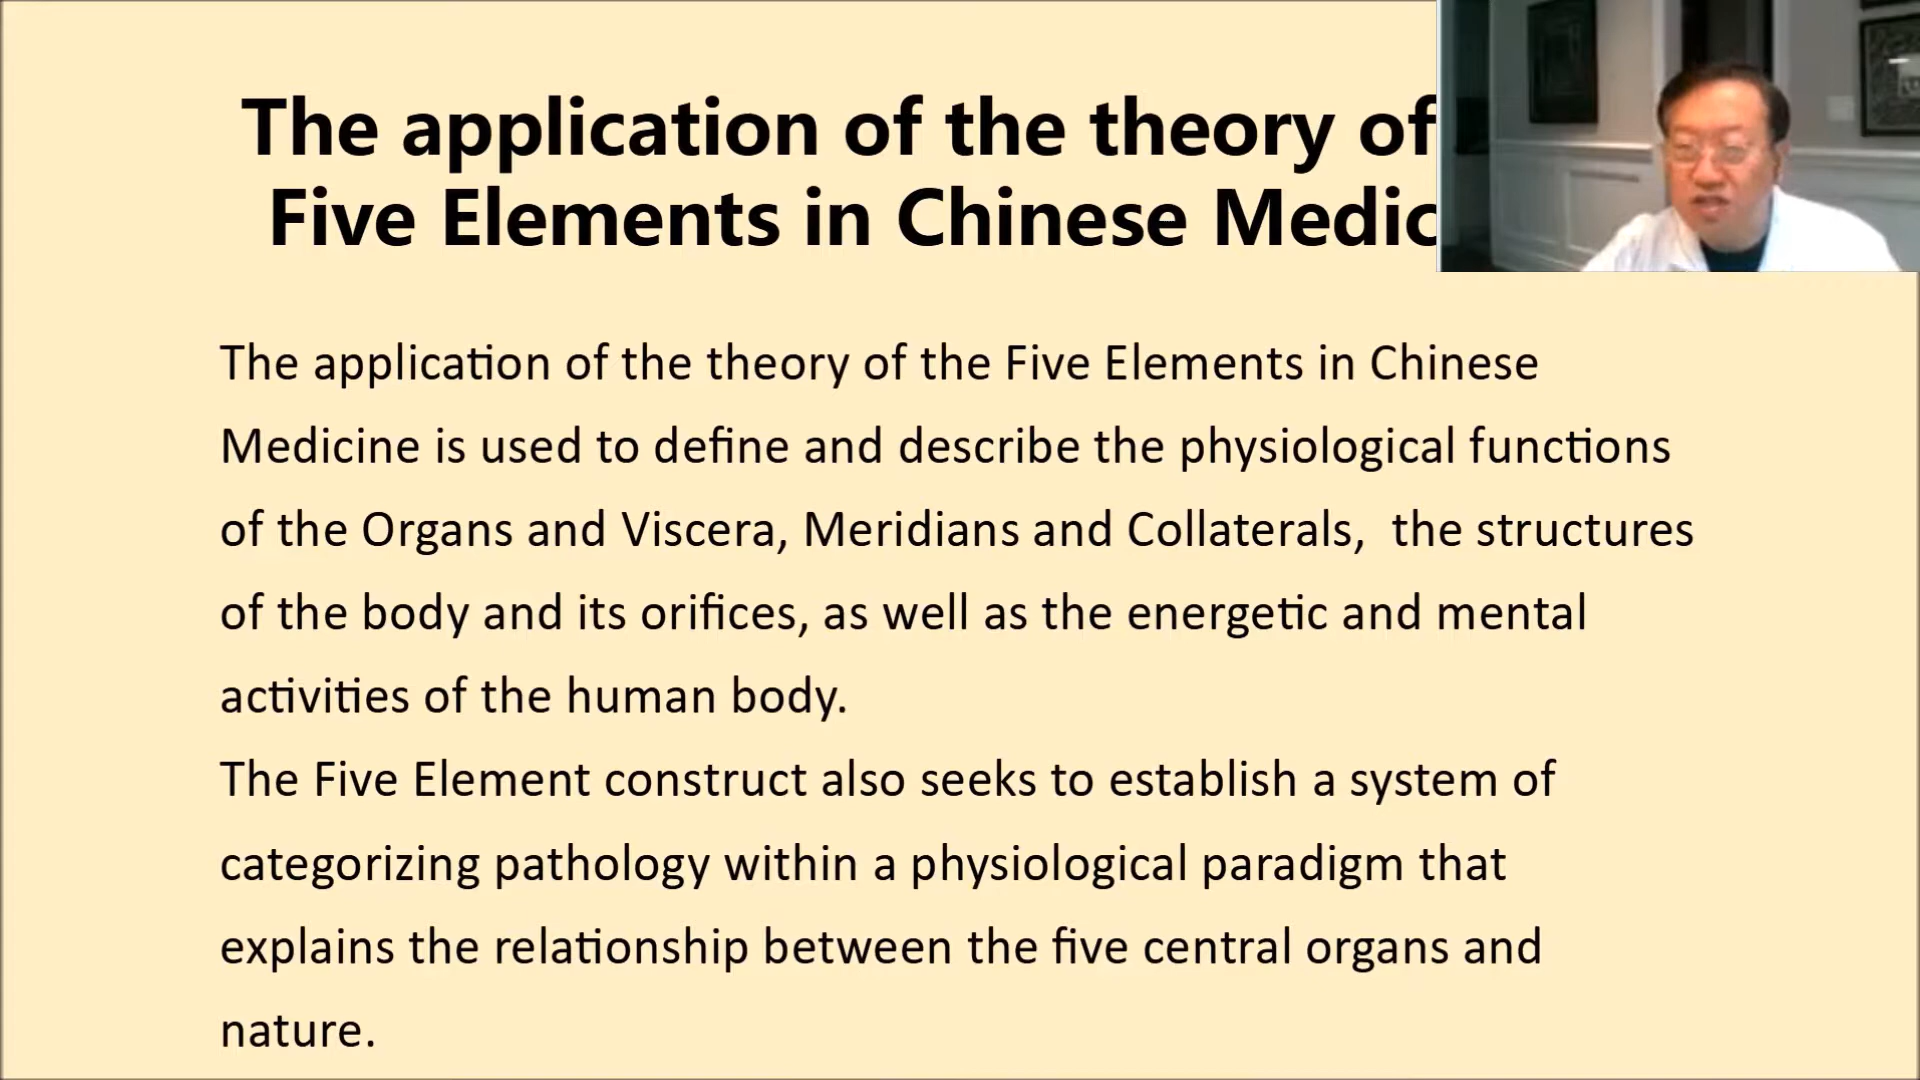 The application of the theory of
Five Elements in Chinese Medic
The application of the theory of the Five Elements in Chinese
Medicine is used to define and describe the physiological functions
of the Organs and Viscera, Meridians and Collaterals,  the structures
of the body and its orifices, as well as the energetic and mental
activities of the human body.
The Five Element construct also seeks to establish a system of
categorizing pathology within a physiological paradigm that
explains the relationship between the five central organs and
nature.